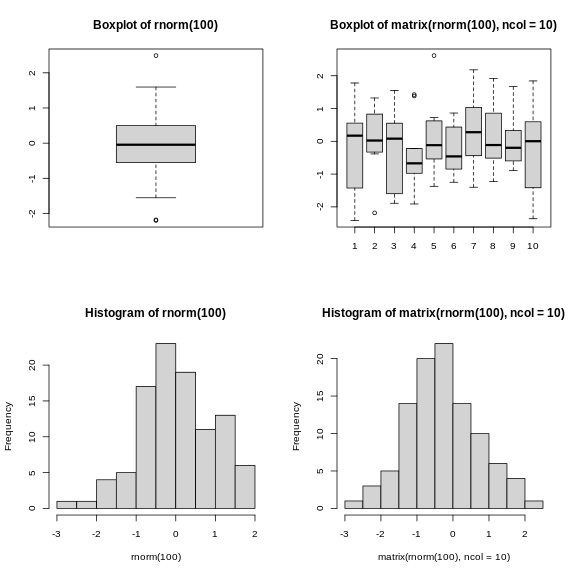 Boxplot of rnorm(100)
2
1
0
-1
-2
Boxplot of matrix(rnorm(100), ncol = 10)
2
1
0
-1
-2
1 2 3 4 5 6 7 8 9 10
Histogram of rnorm(100)
Frequency
20
15
10
5
0
-3 -2 -1 0 1 2
rnorm(100)
Histogram of matrix(rnorm(100), ncol = 10)
Frequency
20
15
10
5
0
-3 -2 -1 0 1 2
matrix(rnorm(100), ncol = 10)